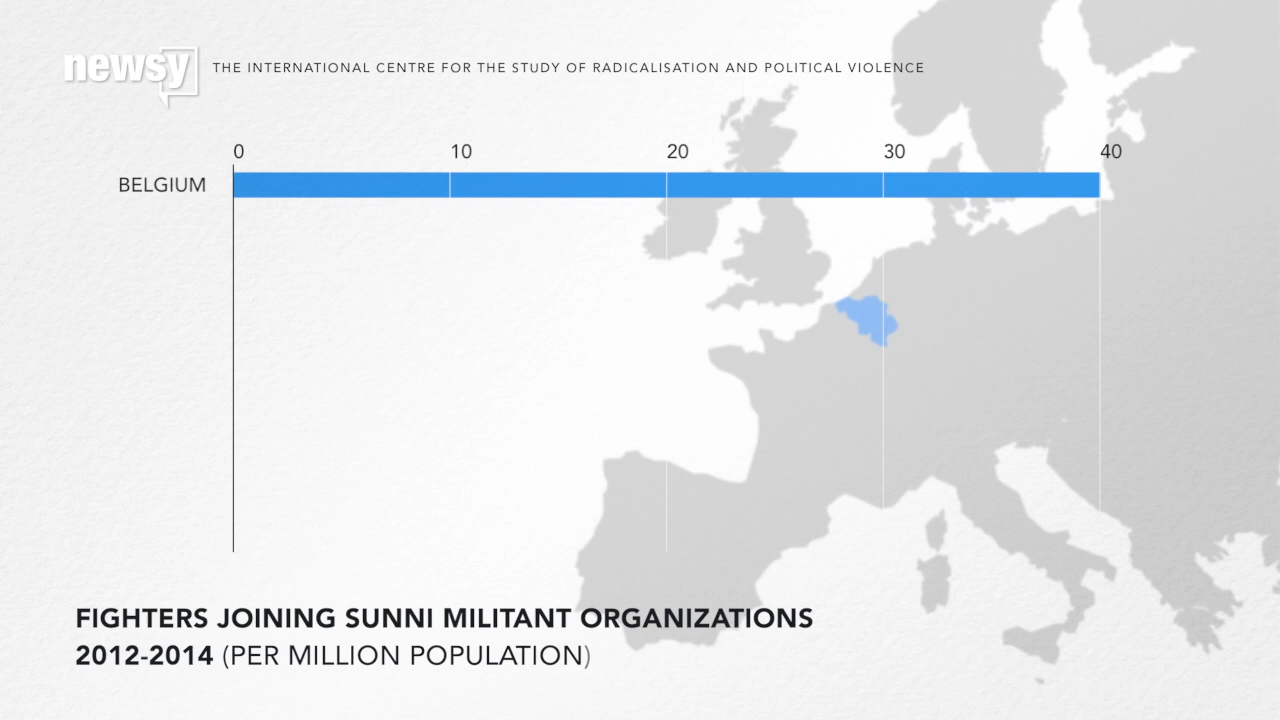 newsy
THE INTERNATIONAL CENTRE FOR THE STUDY OF RADICALISATION AND POLITICAL VIOLENCE
0 10 20 30 40
BELGIUM
FIGHTERS JOINING SUNNI MILITANT ORGANIZATIONS
2012-2014 (PER MILLION POPULATION)